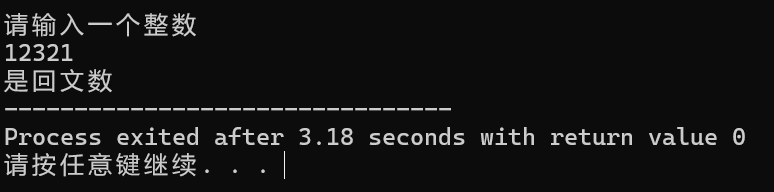 请输入一个整数
12321
是回文数
--------------------------------
Process exited after 3.18 seconds with return value 0
请按任意键继续. . .